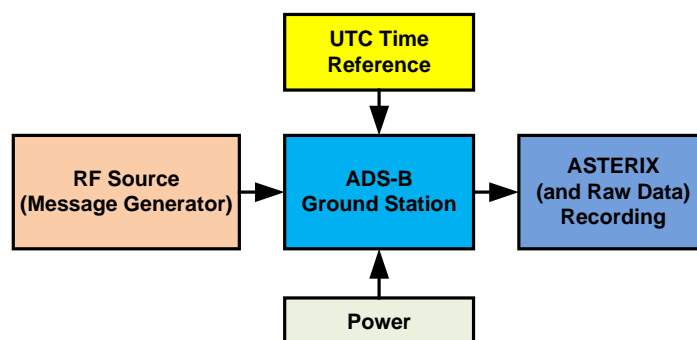 UTC Time
Reference
RF Source
(Message Generator)
ADS-B
Ground Station
ASTERIX
(and Raw Data)
Recording
Power